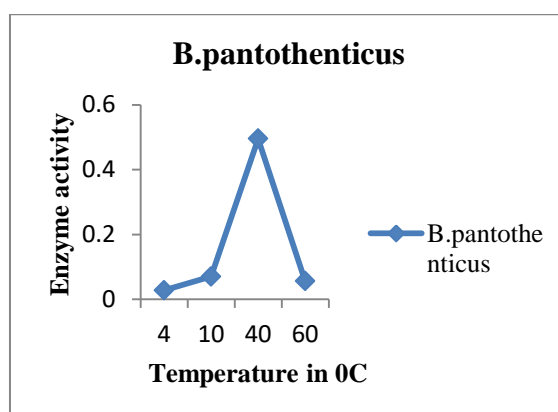 B.pantothenticus
0.6
0.4
0.2
0
Enzyme activity
4 10 40 60
Temperature in 0C
B.pantothe
nticus